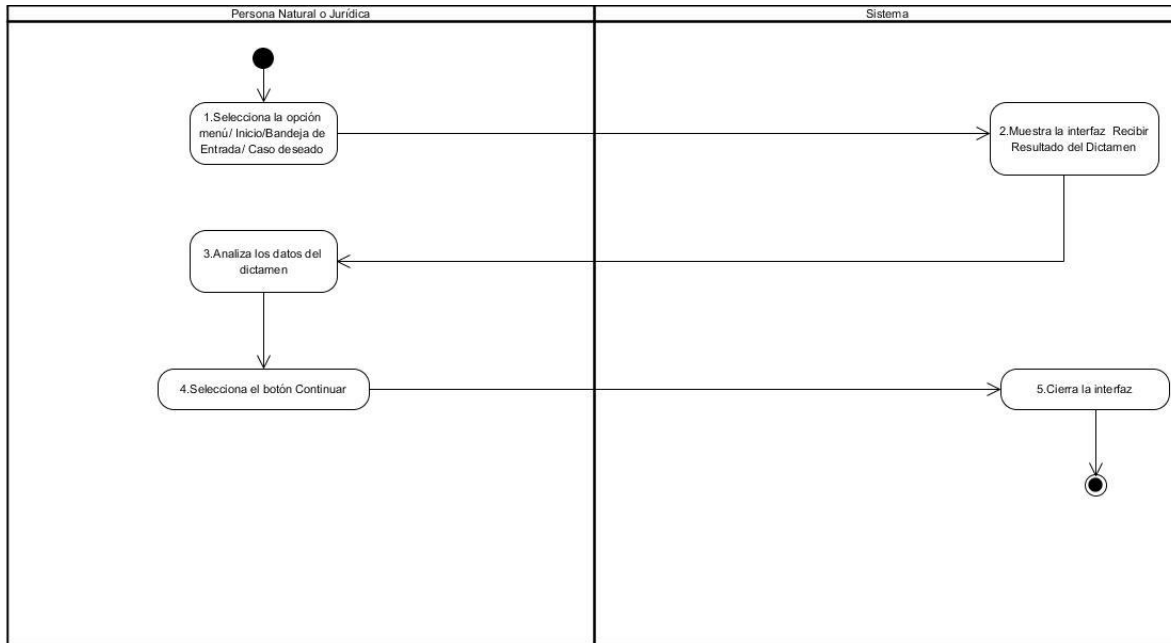 Persona Natural o Jurídica
Sistema
1.Selecciona la opción
menú/ Inicio/Bandeja de
Entrada/ Caso deseado
2.Muestra la interfaz  Recibir
Resultado del Dictamen
3.Analiza los datos del
dictamen
4.Selecciona el botón Continuar
5.Cierra la interfaz